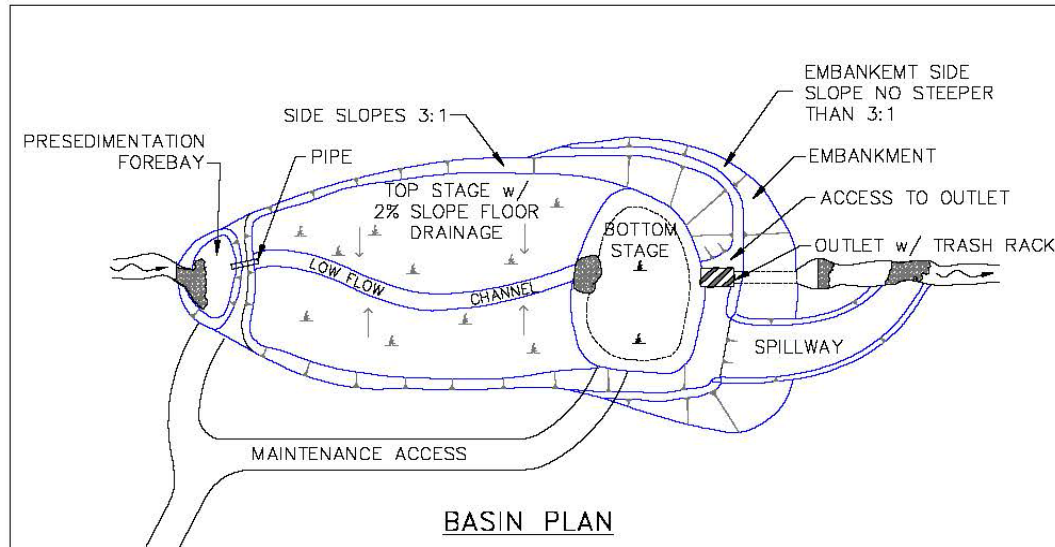 EMBANKEMT SIDE
SLOPE NO STEEPER
THAN 3:1
SIDE SLOPES 3:1
PRESEDIMENTATION
FOREBAY
PIPE
EMBANKMENT
TOP STAGE w/
2% SLOPE FLOOR
DRAINAGE
ACCESS TO OUTLET
BOTTOM
STAGE
OUTLET w/ TRASH RACK
LOW FLOW
CHANNEL
SPILLWAY
MAINTENANCE ACCESS
BASIN PLAN